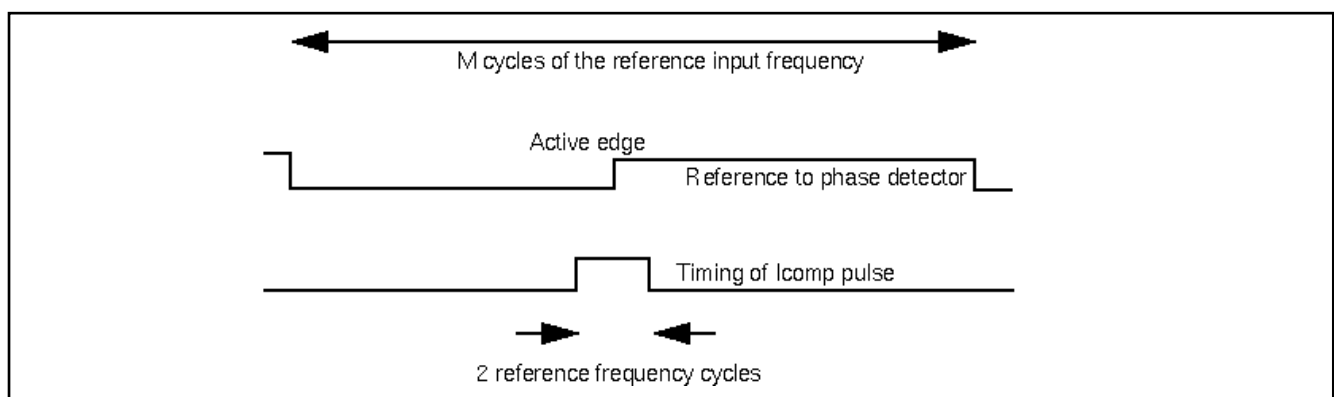 M cycles of the reference input frequency
Active edge
Reference to phase detector
Timing of Icomp pulse
2 reference frequency cycles